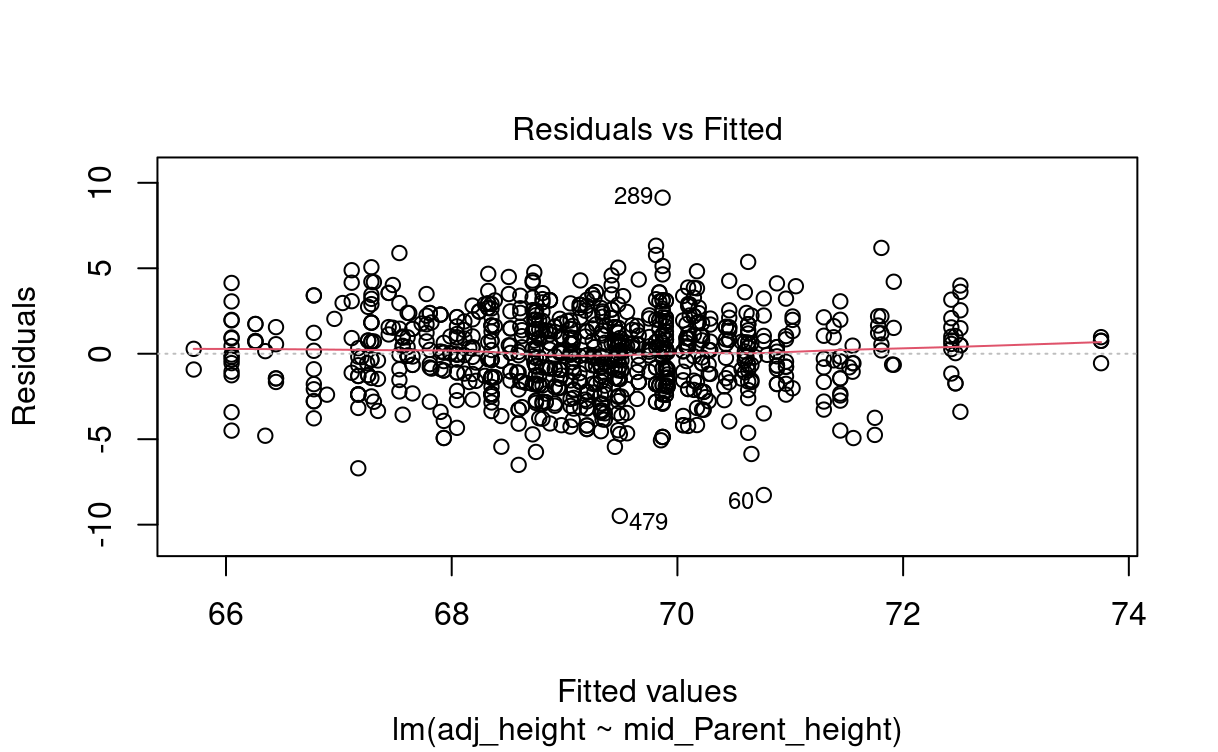 Residuals vs Fitted
Residuals
10
5
0
-5
-10
289
60
479
66 68 70 72 74
Fitted values
lm(adj_height ~ mid_Parent_height)